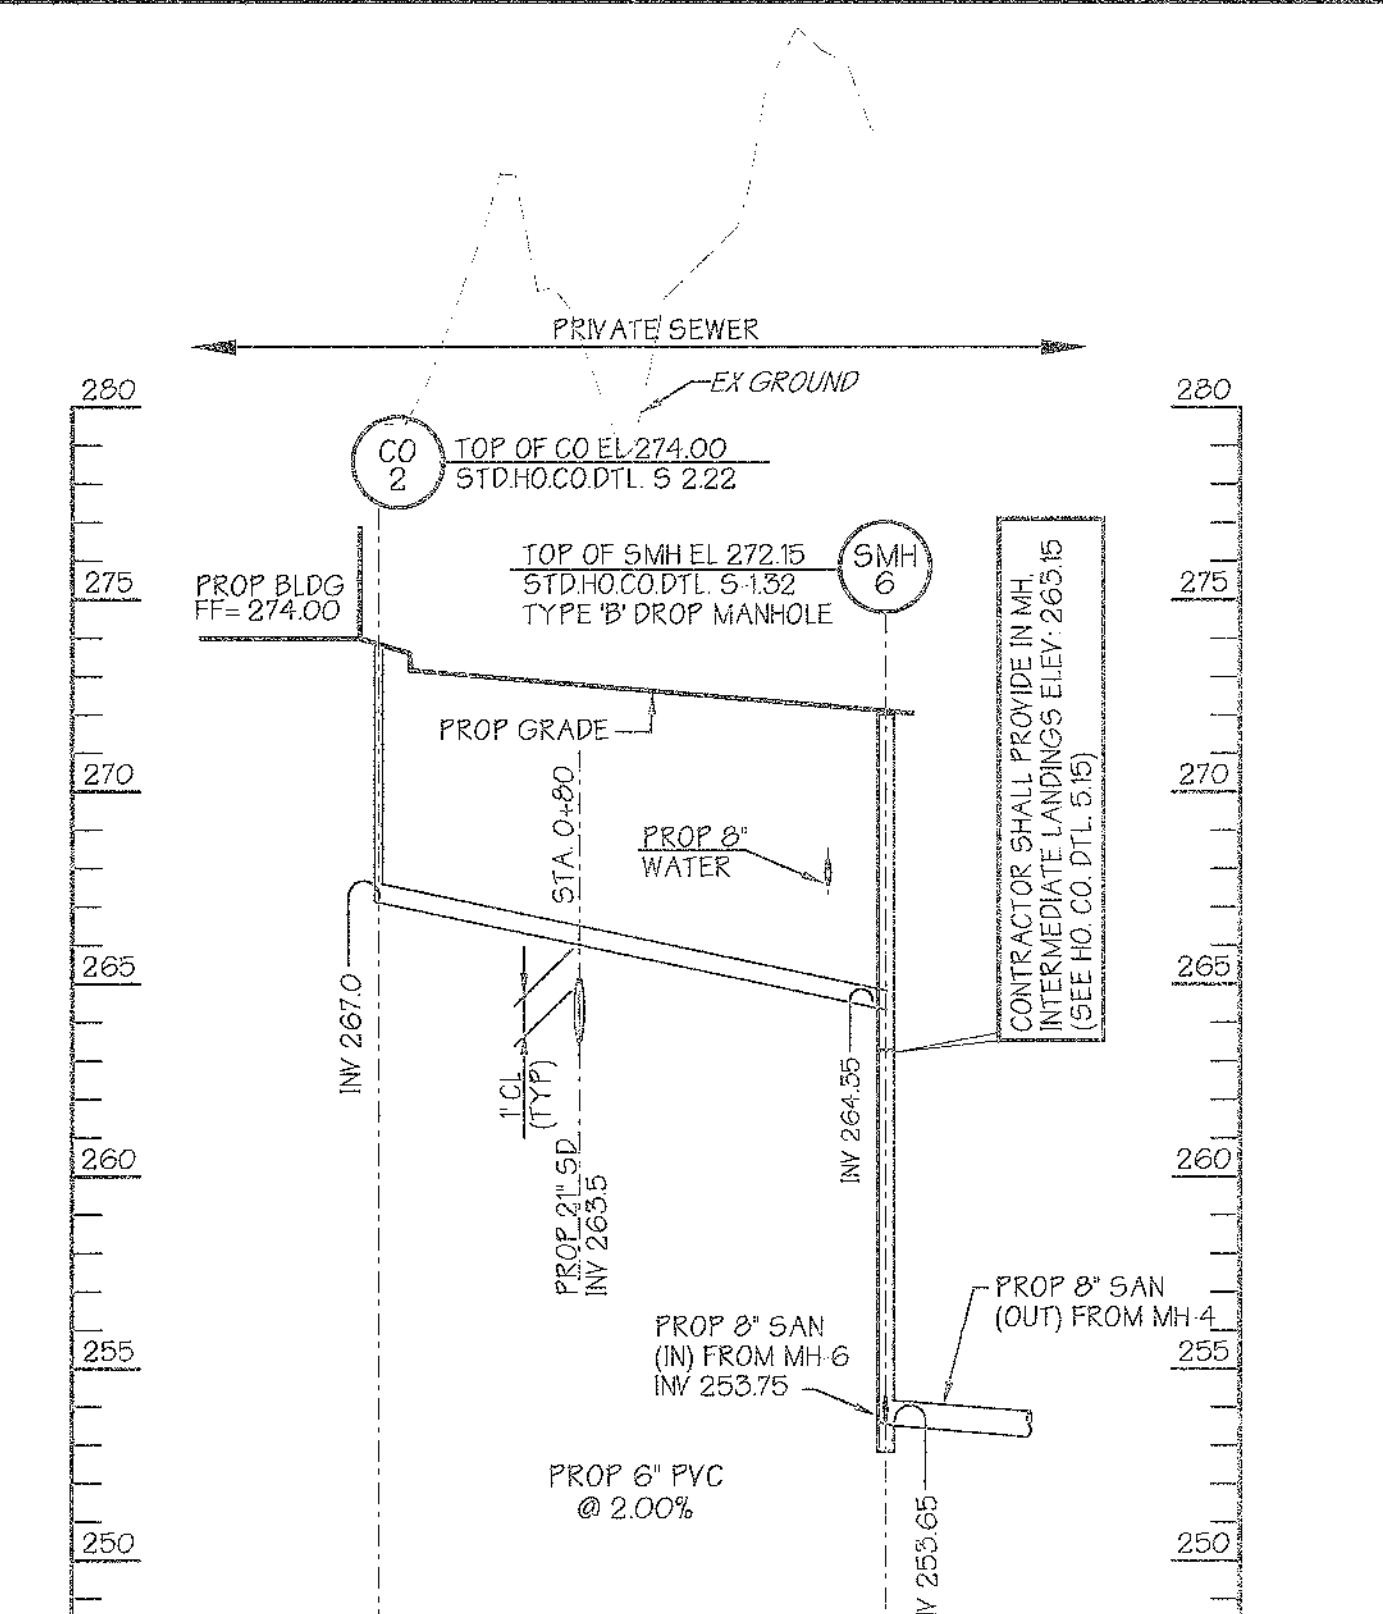 PRIVATE SEWER
EX GROUND
280
280
CO
2
TOP OF CO EL 274.00
STD.HO.CO.DTL. S 2.22
TOP OF SMH EL 272.15
STD.HO.CO.DTL. S-1.32
TYPE 'B' DROP MANHOLE
SMH
6
PROP BLDG
FF= 274.00
275
275
CONTRACTOR SHALL PROVIDE IN MH.
INTERMEDIATE LANDINGS ELEV: 263.15
(SEE HO. CO. DTL. 5.15)
PROP GRADE
270
270
STA. 0+80
PROP 8"
WATER
265
265
INV 267.0
1' CL
(TYP)
INV 264.35
260
260
PROP 21" SD
INV 263.5
PROP 8" SAN
(OUT) FROM MH-4
PROP 8" SAN
(IN) FROM MH-6
INV 253.75
255
255
PROP 6" PVC
@ 2.00%
253.65
250
250